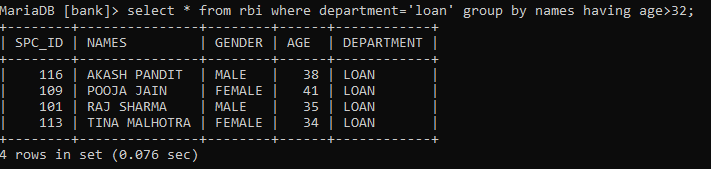 MariaDB [bank]> select * from rbi where department='loan' group by names having age>32;
+--------+----------------+--------+------+------------+
| SPC_ID | NAMES          | GENDER | AGE  | DEPARTMENT |
+--------+----------------+--------+------+------------+
|    116 | AKASH PANDIT   | MALE   |   38 | LOAN       |
|    109 | POOJA JAIN     | FEMALE |   41 | LOAN       |
|    101 | RAJ SHARMA     | MALE   |   35 | LOAN       |
|    113 | TINA MALHOTRA  | FEMALE |   34 | LOAN       |
+--------+----------------+--------+------+------------+
4 rows in set (0.076 sec)